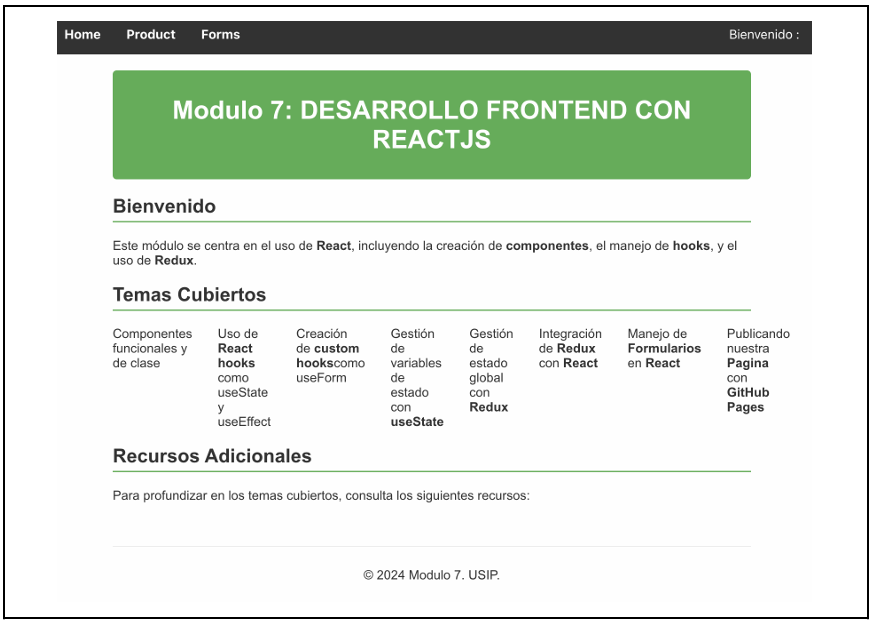 Home Product Forms Bienvenido :
Modulo 7: DESARROLLO FRONTEND CON
REACTJS
Bienvenido
Este módulo se centra en el uso de React, incluyendo la creación de componentes, el manejo de hooks, y el
uso de Redux.
Temas Cubiertos
Componentes
funcionales y
de clase
Uso de
React
hooks
como
useState
y
useEffect
Creación
de custom
hookscomo
useForm
Gestión
de
variables
de
estado
con
useState
Gestión
de
estado
global
con
Redux
Integración
de Redux
con React
Manejo de
Formularios
en React
Publicando
nuestra
Pagina
con
GitHub
Pages
Recursos Adicionales
Para profundizar en los temas cubiertos, consulta los siguientes recursos:
© 2024 Modulo 7. USIP.